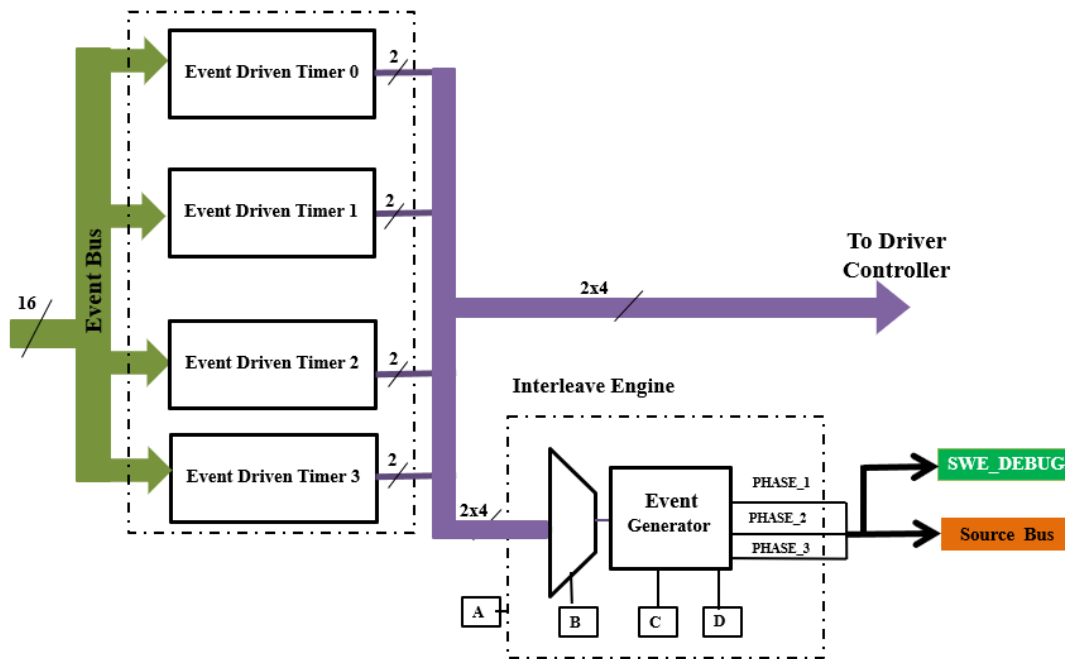 Event Driven Timer 0
2
Event Driven Timer 1
2
Event Bus
16
To Driver
Controller
2x4
Event Driven Timer 2
2
Interleave Engine
Event Driven Timer 3
2
2x4
Event
Generator
PHASE_1
PHASE_2
PHASE_3
SWE_DEBUG
Source Bus
A
B
C
D